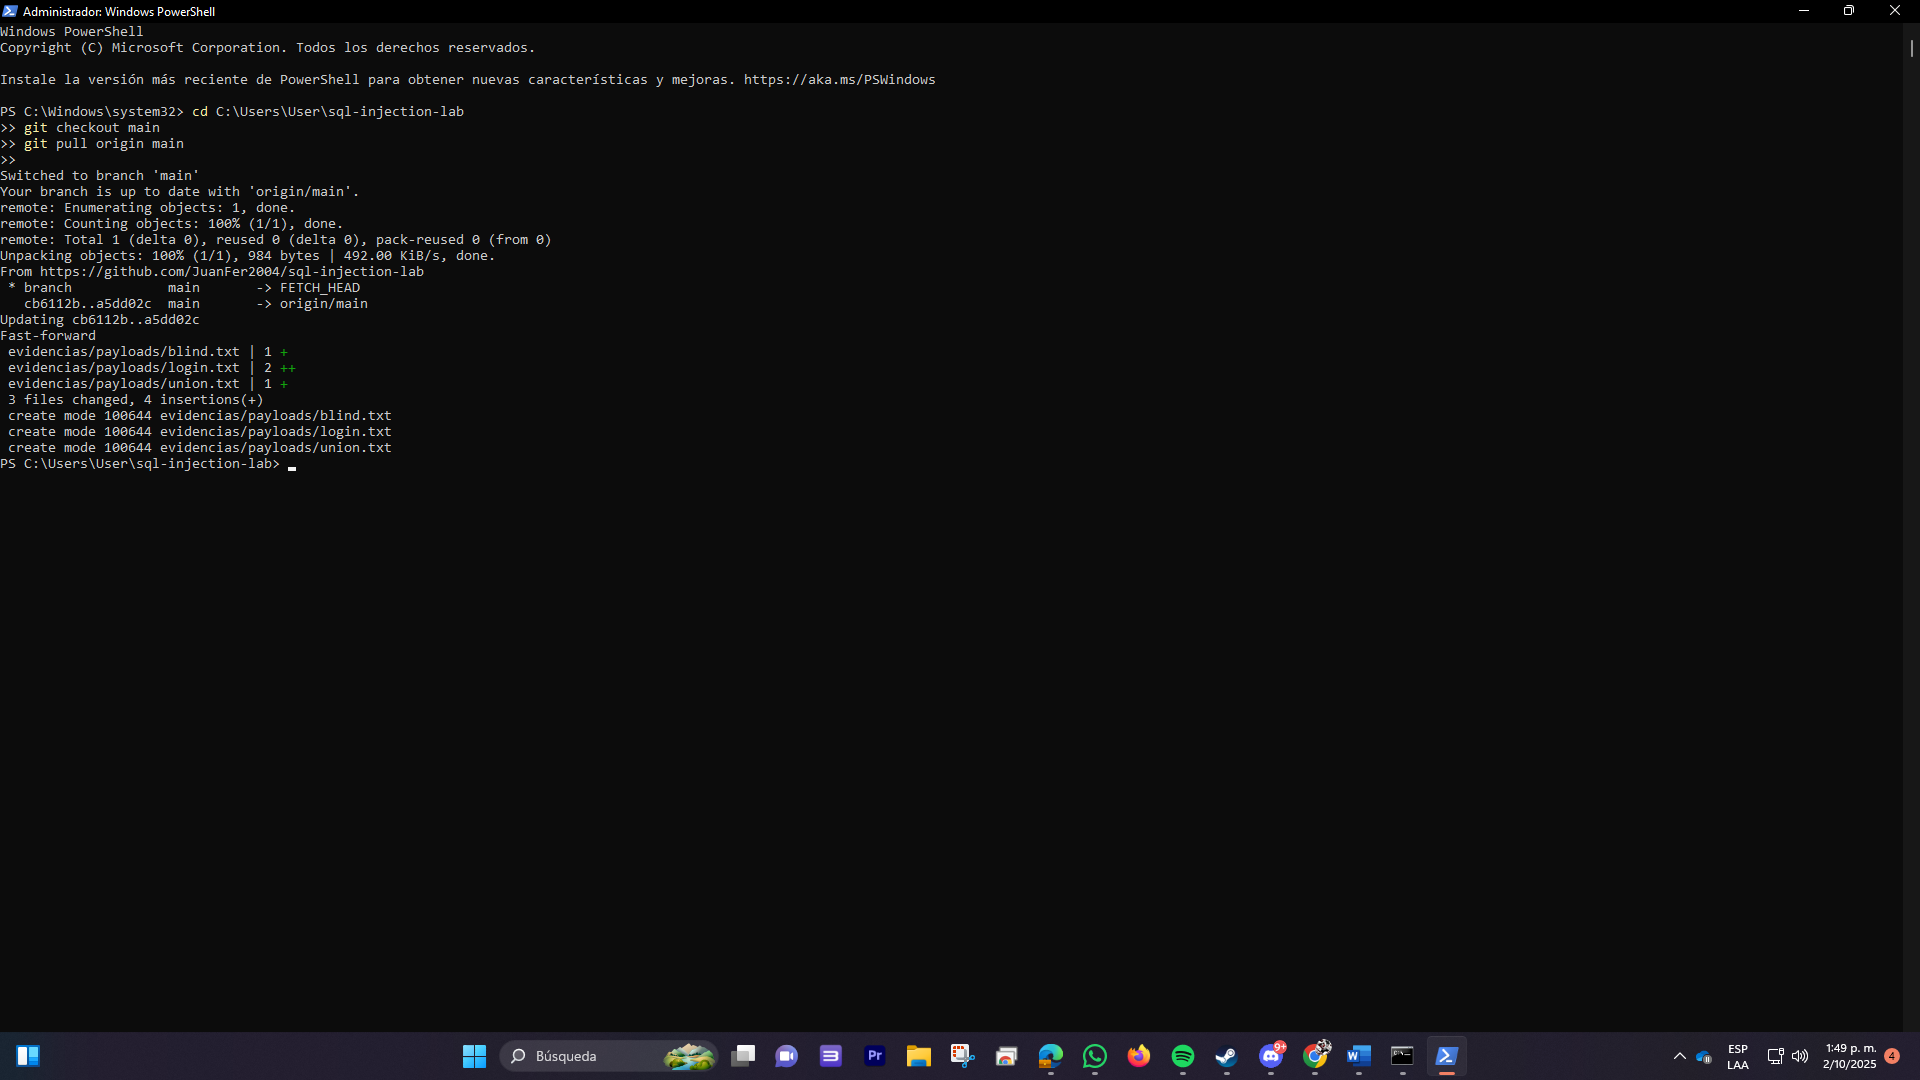 Administrador: Windows PowerShell
Windows PowerShell
Copyright (C) Microsoft Corporation. Todos los derechos reservados.
Instale la versión más reciente de PowerShell para obtener nuevas características y mejoras. https://aka.ms/PSWindows
PS C:\Windows\system32> cd C:\Users\User\sql-injection-lab
>> git checkout main
>> git pull origin main
>>
Switched to branch 'main'
Your branch is up to date with 'origin/main'.
remote: Enumerating objects: 1, done.
remote: Counting objects: 100% (1/1), done.
remote: Total 1 (delta 0), reused 0 (delta 0), pack-reused 0 (from 0)
Unpacking objects: 100% (1/1), 984 bytes | 492.00 KiB/s, done.
From https://github.com/JuanFer2004/sql-injection-lab
 * branch            main       -> FETCH_HEAD
   cb6112b..a5dd02c  main       -> origin/main
Updating cb6112b..a5dd02c
Fast-forward
 evidencias/payloads/blind.txt | 1 +
 evidencias/payloads/login.txt | 2 ++
 evidencias/payloads/union.txt | 1 +
 3 files changed, 4 insertions(+)
 create mode 100644 evidencias/payloads/blind.txt
 create mode 100644 evidencias/payloads/login.txt
 create mode 100644 evidencias/payloads/union.txt
PS C:\Users\User\sql-injection-lab>
Búsqueda
Pr
9+
ESP
LAA
1:49 p. m.
2/10/2025
4